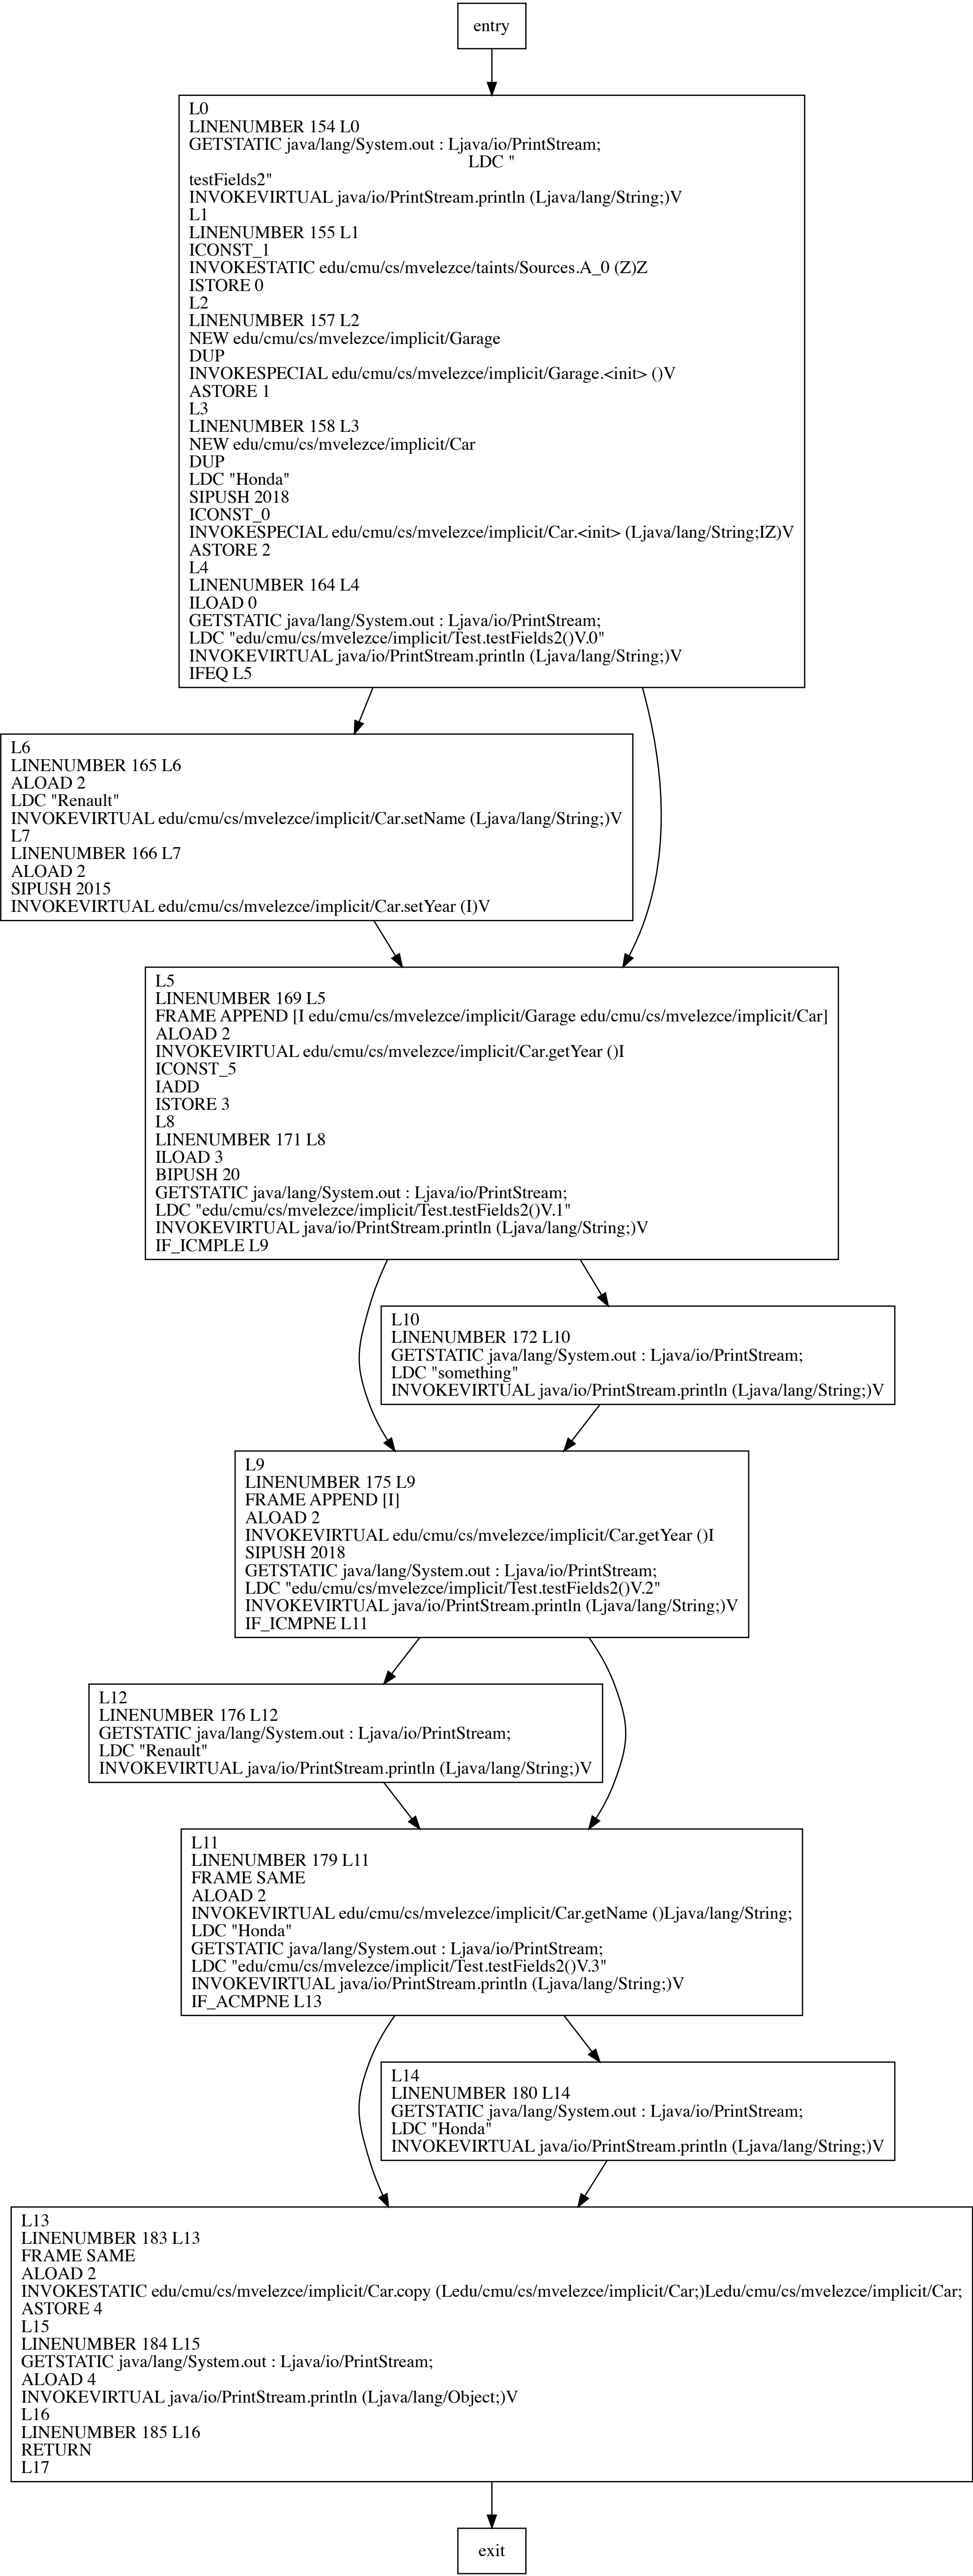 entry
L0
LINENUMBER 154 L0
GETSTATIC java/lang/System.out : Ljava/io/PrintStream;
LDC "
testFields2"
INVOKEVIRTUAL java/io/PrintStream.println (Ljava/lang/String;)V
L1
LINENUMBER 155 L1
ICONST_1
INVOKESTATIC edu/cmu/cs/mvelezce/taints/Sources.A_0 (Z)Z
ISTORE 0
L2
LINENUMBER 157 L2
NEW edu/cmu/cs/mvelezce/implicit/Garage
DUP
INVOKESPECIAL edu/cmu/cs/mvelezce/implicit/Garage.<init> ()V
ASTORE 1
L3
LINENUMBER 158 L3
NEW edu/cmu/cs/mvelezce/implicit/Car
DUP
LDC "Honda"
SIPUSH 2018
ICONST_0
INVOKESPECIAL edu/cmu/cs/mvelezce/implicit/Car.<init> (Ljava/lang/String;IZ)V
ASTORE 2
L4
LINENUMBER 164 L4
ILOAD 0
GETSTATIC java/lang/System.out : Ljava/io/PrintStream;
LDC "edu/cmu/cs/mvelezce/implicit/Test.testFields2()V.0"
INVOKEVIRTUAL java/io/PrintStream.println (Ljava/lang/String;)V
IFEQ L5
L6
LINENUMBER 165 L6
ALOAD 2
LDC "Renault"
INVOKEVIRTUAL edu/cmu/cs/mvelezce/implicit/Car.setName (Ljava/lang/String;)V
L7
LINENUMBER 166 L7
ALOAD 2
SIPUSH 2015
INVOKEVIRTUAL edu/cmu/cs/mvelezce/implicit/Car.setYear (I)V
L5
LINENUMBER 169 L5
FRAME APPEND [I edu/cmu/cs/mvelezce/implicit/Garage edu/cmu/cs/mvelezce/implicit/Car]
ALOAD 2
INVOKEVIRTUAL edu/cmu/cs/mvelezce/implicit/Car.getYear ()I
ICONST_5
IADD
ISTORE 3
L8
LINENUMBER 171 L8
ILOAD 3
BIPUSH 20
GETSTATIC java/lang/System.out : Ljava/io/PrintStream;
LDC "edu/cmu/cs/mvelezce/implicit/Test.testFields2()V.1"
INVOKEVIRTUAL java/io/PrintStream.println (Ljava/lang/String;)V
IF_ICMPLE L9
L10
LINENUMBER 172 L10
GETSTATIC java/lang/System.out : Ljava/io/PrintStream;
LDC "something"
INVOKEVIRTUAL java/io/PrintStream.println (Ljava/lang/String;)V
L9
LINENUMBER 175 L9
FRAME APPEND [I]
ALOAD 2
INVOKEVIRTUAL edu/cmu/cs/mvelezce/implicit/Car.getYear ()I
SIPUSH 2018
GETSTATIC java/lang/System.out : Ljava/io/PrintStream;
LDC "edu/cmu/cs/mvelezce/implicit/Test.testFields2()V.2"
INVOKEVIRTUAL java/io/PrintStream.println (Ljava/lang/String;)V
IF_ICMPNE L11
L12
LINENUMBER 176 L12
GETSTATIC java/lang/System.out : Ljava/io/PrintStream;
LDC "Renault"
INVOKEVIRTUAL java/io/PrintStream.println (Ljava/lang/String;)V
L11
LINENUMBER 179 L11
FRAME SAME
ALOAD 2
INVOKEVIRTUAL edu/cmu/cs/mvelezce/implicit/Car.getName ()Ljava/lang/String;
LDC "Honda"
GETSTATIC java/lang/System.out : Ljava/io/PrintStream;
LDC "edu/cmu/cs/mvelezce/implicit/Test.testFields2()V.3"
INVOKEVIRTUAL java/io/PrintStream.println (Ljava/lang/String;)V
IF_ACMPNE L13
L14
LINENUMBER 180 L14
GETSTATIC java/lang/System.out : Ljava/io/PrintStream;
LDC "Honda"
INVOKEVIRTUAL java/io/PrintStream.println (Ljava/lang/String;)V
L13
LINENUMBER 183 L13
FRAME SAME
ALOAD 2
INVOKESTATIC edu/cmu/cs/mvelezce/implicit/Car.copy (Ledu/cmu/cs/mvelezce/implicit/Car;)Ledu/cmu/cs/mvelezce/implicit/Car;
ASTORE 4
L15
LINENUMBER 184 L15
GETSTATIC java/lang/System.out : Ljava/io/PrintStream;
ALOAD 4
INVOKEVIRTUAL java/io/PrintStream.println (Ljava/lang/Object;)V
L16
LINENUMBER 185 L16
RETURN
L17
exit